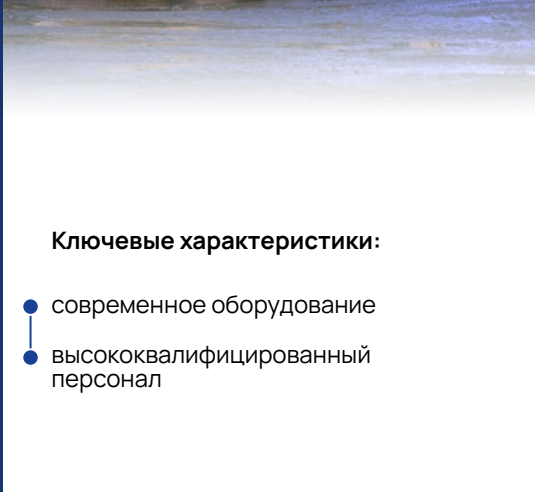 Ключевые характеристики:
современное оборудование
высококвалифицированный
персонал